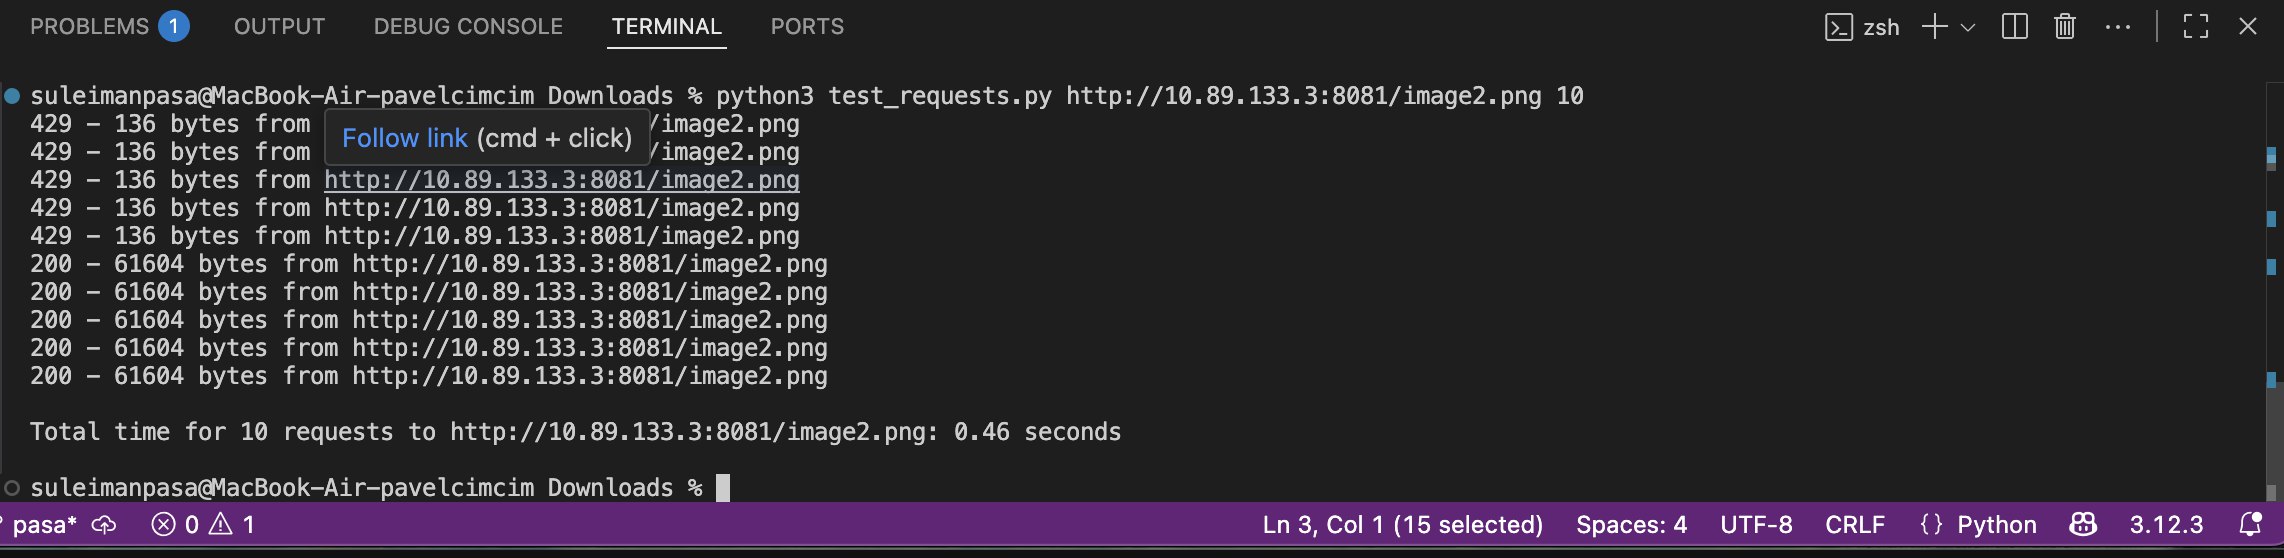 PROBLEMS 1 OUTPUT DEBUG CONSOLE TERMINAL PORTS zsh
suleimanpasa@MacBook-Air-pavelcimcim Downloads % python3 test_requests.py http://10.89.133.3:8081/image2.png 10
429 - 136 bytes from /image2.png
Follow link (cmd + click)
429 - 136 bytes from /image2.png
429 - 136 bytes from http://10.89.133.3:8081/image2.png
429 - 136 bytes from http://10.89.133.3:8081/image2.png
429 - 136 bytes from http://10.89.133.3:8081/image2.png
200 - 61604 bytes from http://10.89.133.3:8081/image2.png
200 - 61604 bytes from http://10.89.133.3:8081/image2.png
200 - 61604 bytes from http://10.89.133.3:8081/image2.png
200 - 61604 bytes from http://10.89.133.3:8081/image2.png
200 - 61604 bytes from http://10.89.133.3:8081/image2.png
Total time for 10 requests to http://10.89.133.3:8081/image2.png: 0.46 seconds
suleimanpasa@MacBook-Air-pavelcimcim Downloads %
pasa* 0 1 Ln 3, Col 1 (15 selected) Spaces: 4 UTF-8 CRLF {} Python 3.12.3